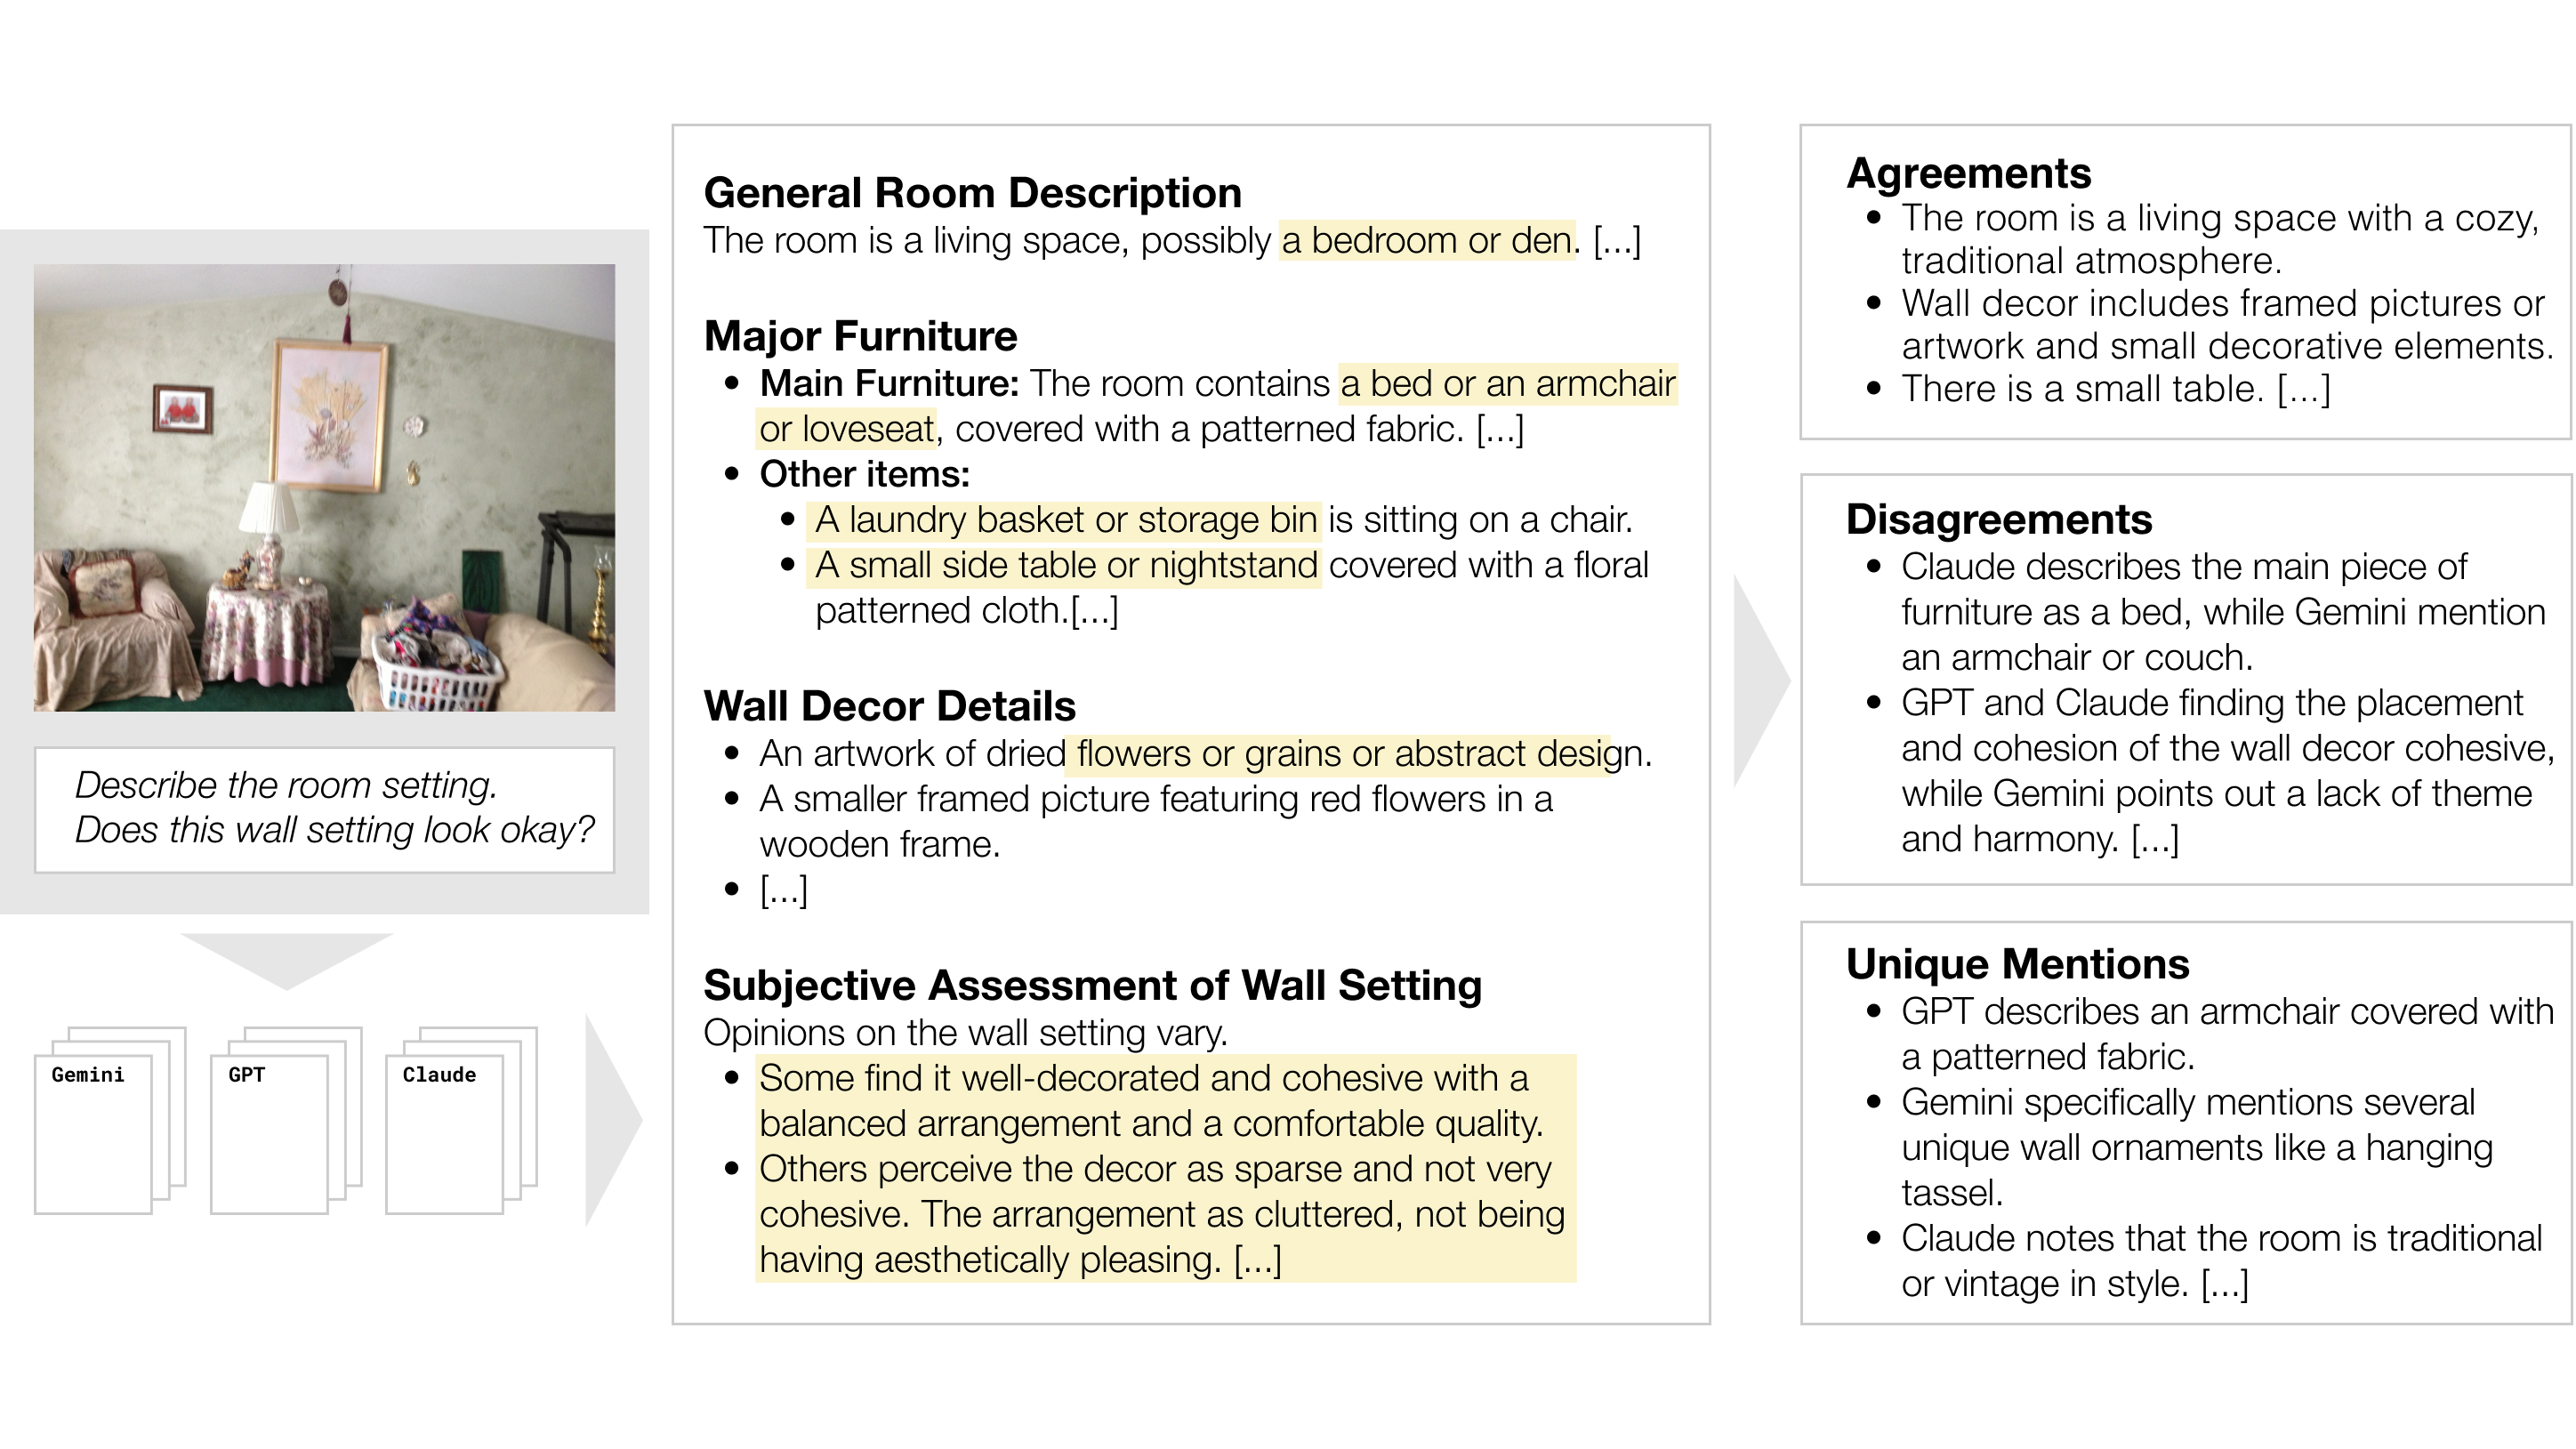 Describe the room setting.
Does this wall setting look okay?
Gemini
GPT
Claude
General Room Description
The room is a living space, possibly a bedroom or den. [...]
Major Furniture
• Main Furniture: The room contains a bed or an armchair
or loveseat, covered with a patterned fabric. [...]
• Other items:
• A laundry basket or storage bin is sitting on a chair.
• A small side table or nightstand covered with a floral
patterned cloth.[...]
Wall Decor Details
• An artwork of dried flowers or grains or abstract design.
• A smaller framed picture featuring red flowers in a
wooden frame.
• [...]
Subjective Assessment of Wall Setting
Opinions on the wall setting vary.
• Some find it well-decorated and cohesive with a
balanced arrangement and a comfortable quality.
• Others perceive the decor as sparse and not very
cohesive. The arrangement as cluttered, not being
having aesthetically pleasing. [...]
Agreements
• The room is a living space with a cozy,
traditional atmosphere.
• Wall decor includes framed pictures or
artwork and small decorative elements.
• There is a small table. [...]
Disagreements
• Claude describes the main piece of
furniture as a bed, while Gemini mention
an armchair or couch.
• GPT and Claude finding the placement
and cohesion of the wall decor cohesive,
while Gemini points out a lack of theme
and harmony. [...]
Unique Mentions
• GPT describes an armchair covered with
a patterned fabric.
• Gemini specifically mentions several
unique wall ornaments like a hanging
tassel.
• Claude notes that the room is traditional
or vintage in style. [...]